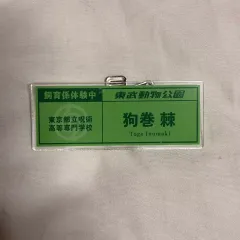 飼育係体験中
東武動物公園
東京都立呪術
高等専門学校
狗巻 棘
Toge Inumaki